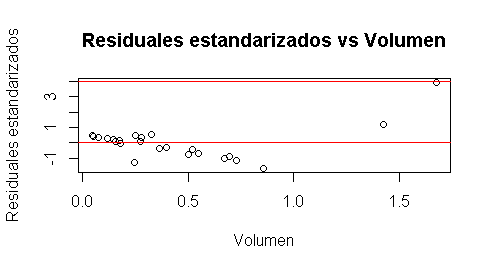 Residuales estandarizados vs Volumen
Residuales estandarizados
3
1
-1
0.0 0.5 1.0 1.5
Volumen